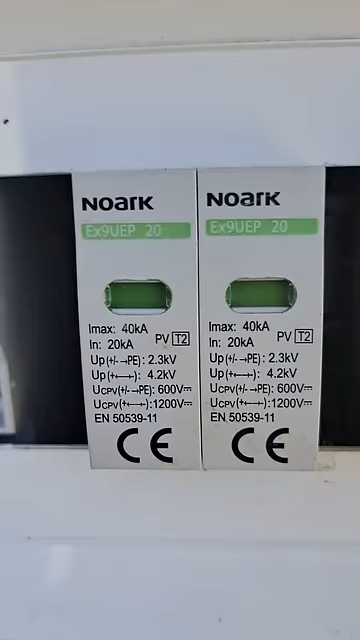 NOARK
Ex9UEP 20
Imax: 40kA
In: 20kA
PV T2
Up(+/-→PE): 2.3kV
Up(+←→-): 4.2kV
UCPV(+/-→PE): 600V⎓
UCPV(+←→-): 1200V⎓
EN 50539-11
CE
NOARK
Ex9UEP 20
Imax: 40kA
In: 20kA
PV T2
Up(+/-→PE): 2.3kV
Up(+←→-): 4.2kV
UCPV(+/-→PE): 600V⎓
UCPV(+←→-): 1200V⎓
EN 50539-11
CE